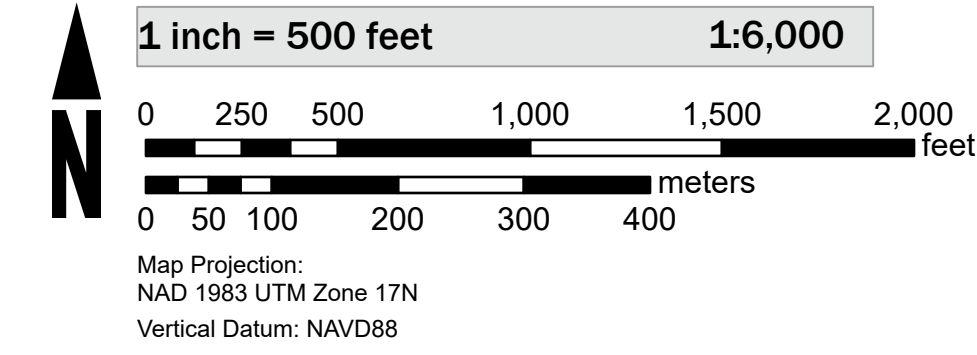 1 inch = 500 feet 1:6,000
0 250 500 1,000 1,500 2,000
feet
meters
0 50 100 200 300 400
N
Map Projection:
NAD 1983 UTM Zone 17N
Vertical Datum: NAVD88